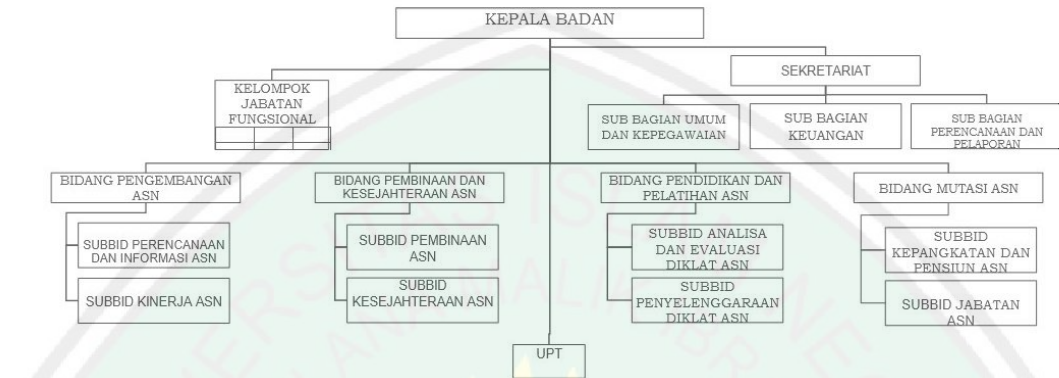 KEPALA BADAN
SEKRETARIAT
KELOMPOK
JABATAN
FUNGSIONAL
SUB BAGIAN UMUM
DAN KEPEGAWAIAN
SUB BAGIAN
KEUANGAN
SUB BAGIAN
PERENCANAAN DAN
PELAPORAN
BIDANG PENGEMBANGAN
ASN
BIDANG PEMBINAAN DAN
KESEJAHTERAAN ASN
BIDANG PENDIDIKAN DAN
PELATIHAN ASN
BIDANG MUTASI ASN
SUBBID PERENCANAAN
DAN INFORMASI ASN
SUBBID PEMBINAAN
ASN
SUBBID ANALISA
DAN EVALUASI
DIKLAT ASN
SUBBID
KEPANGKATAN DAN
PENSIUN ASN
SUBBID KINERJA ASN
SUBBID
KESEJAHTERAAN ASN
SUBBID
PENYELENGGARAAN
DIKLAT ASN
SUBBID JABATAN
ASN
UPT